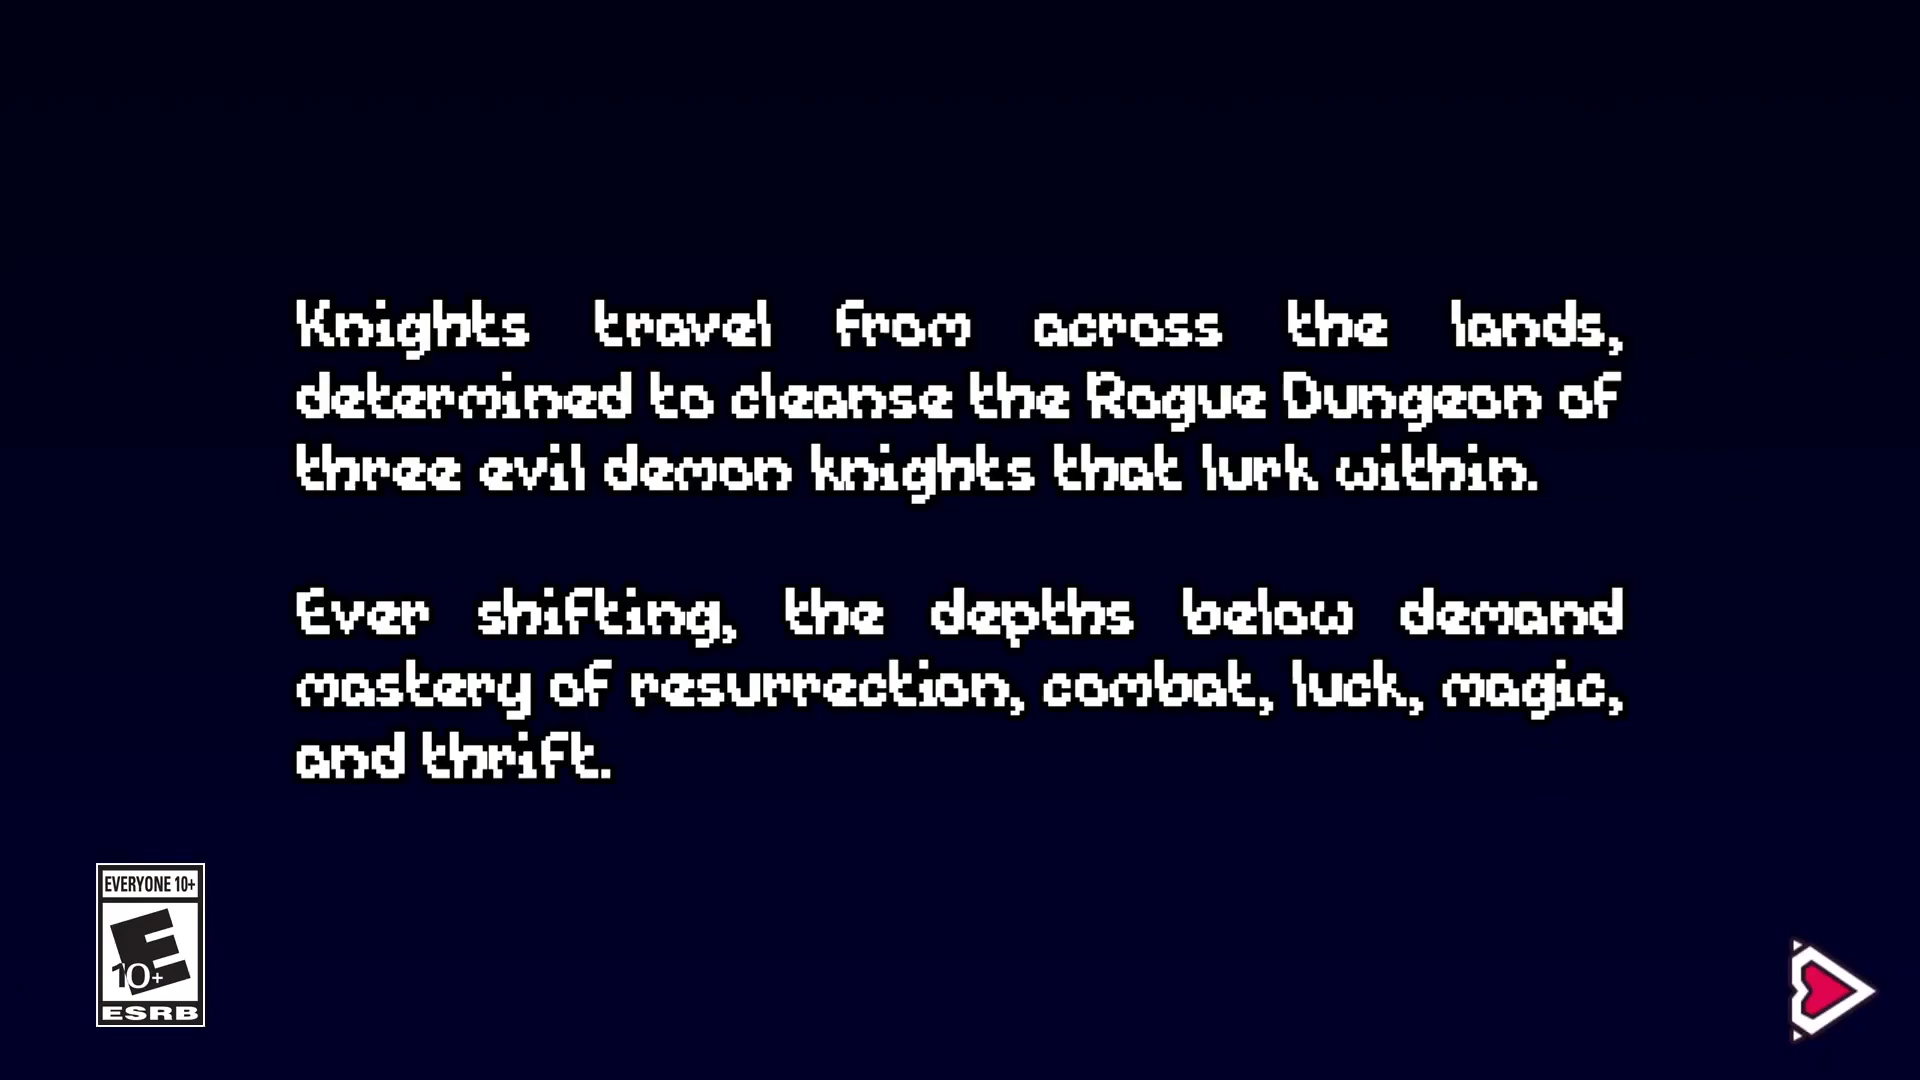 Knights travel from across the lands,
determined to cleanse the Rogue Dungeon of
three evil demon knights that lurk within.
Ever shifting, the depths below demand
mastery of resurrection, combat, luck, magic,
and thrift.
EVERYONE 10+
E
10+
ESRB